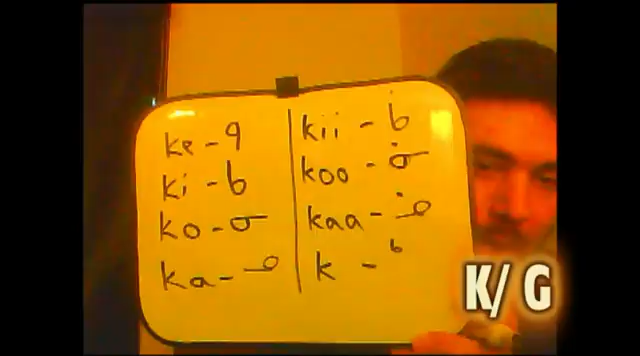 ke - ᑫ
ki - ᑲ
ko - ᓂ
ka - ᓇ
kii - ᑳ
koo - ᓃ
kaa - ᓈ
k - ᒃ
K/ G